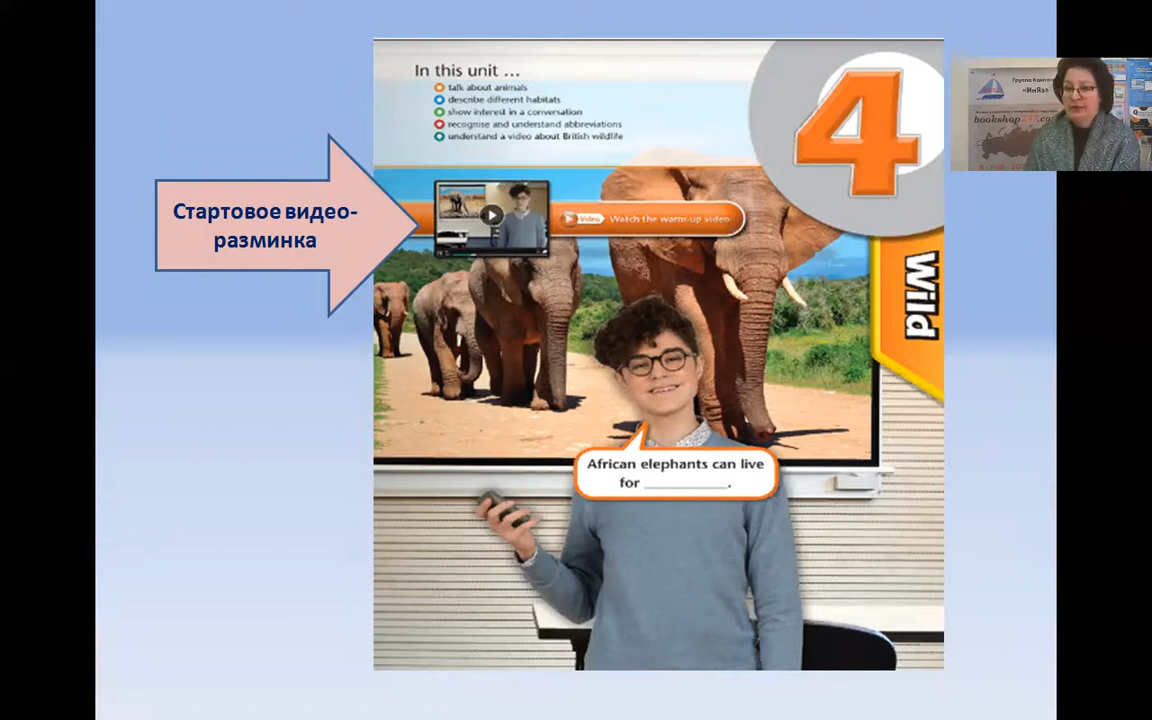 In this unit ...
talk about animals
describe different habitats
show interest in a conversation
recognise and understand abbreviations
understand a video about British wildlife
4
Wild
Стартовое видео-
разминка
Video
Watch the warm-up video
African elephants can live
for __________.
«ИнЯз»
bookshop